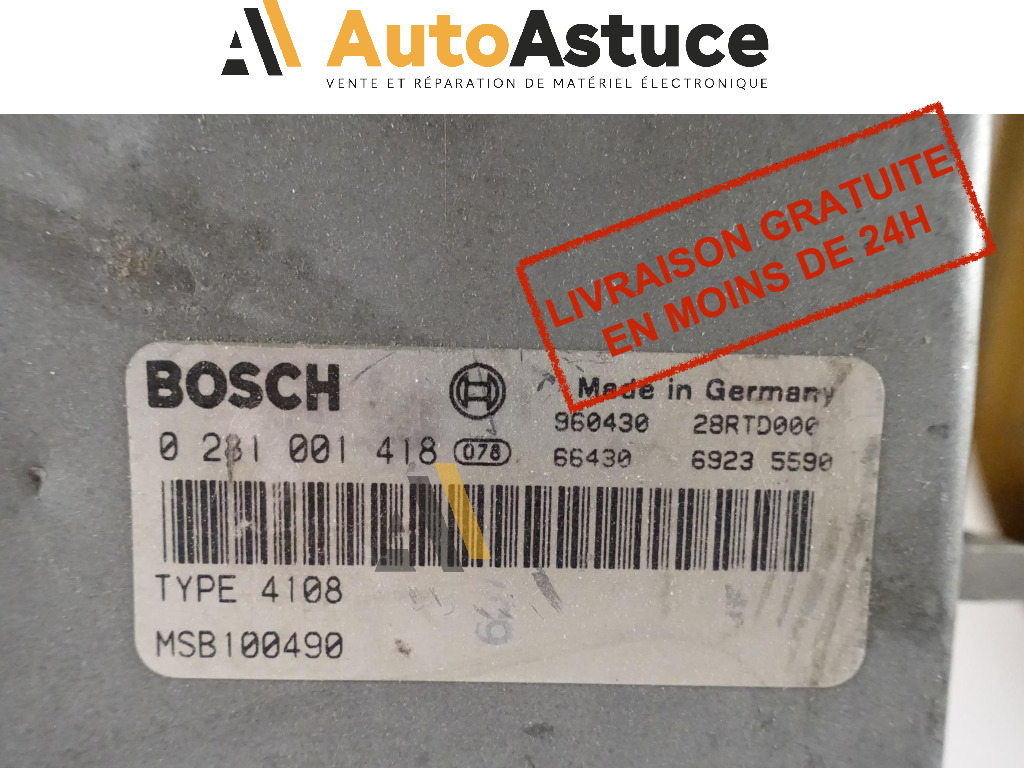 AutoAstuce
VENTE ET RÉPARATION DE MATÉRIEL ÉLECTRONIQUE
LIVRAISON GRATUITE
EN MOINS DE 24H
BOSCH
Made in Germany
960430 28RTD000
0 281 001 418 078
66430 6923 5590
TYPE 4108
MSB100490